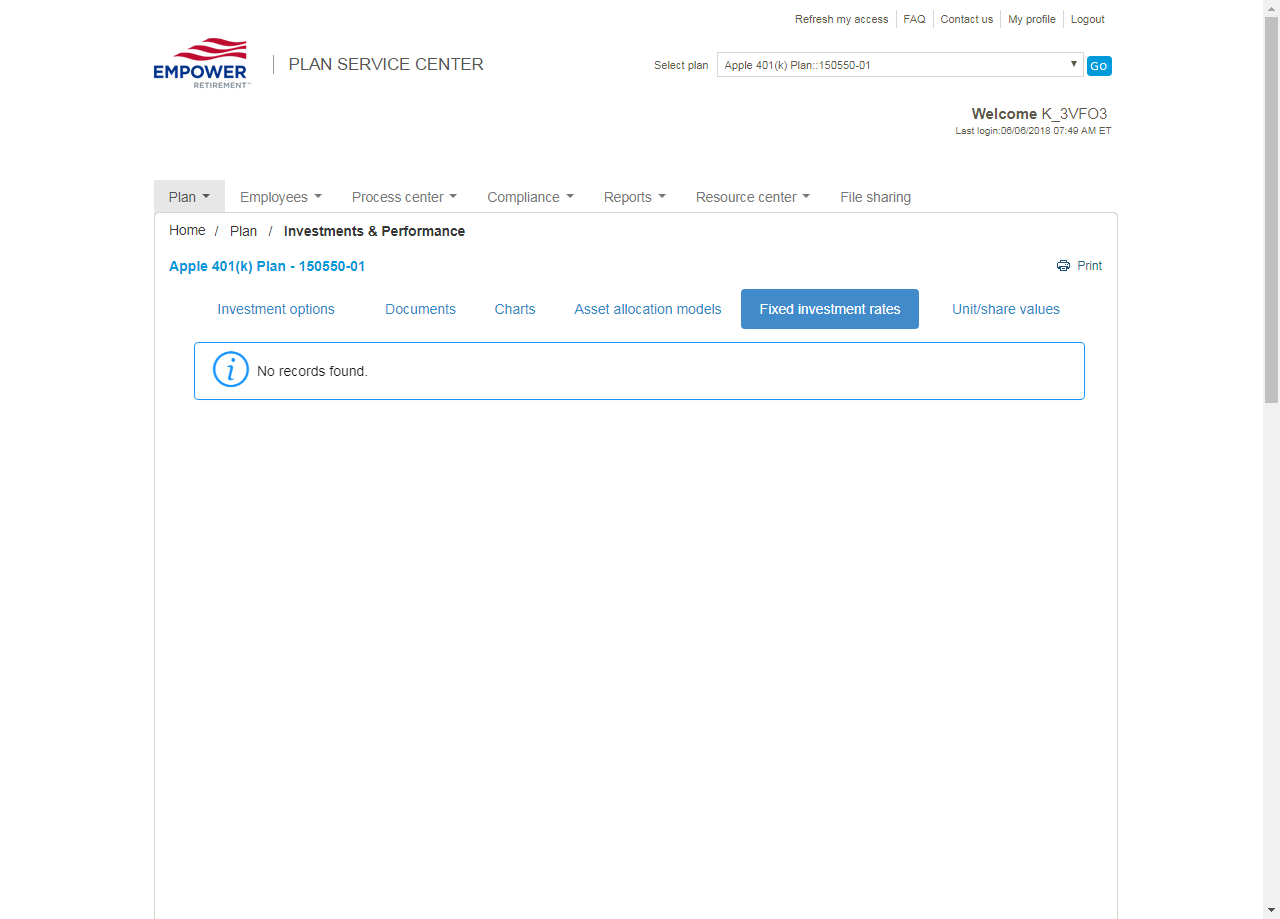 Refresh my access FAQ Contact us My profile Logout
EMPOWER
RETIREMENT™
PLAN SERVICE CENTER
Select plan Apple 401(k) Plan::150550-01 Go
Welcome K_3VFO3
Last login:06/06/2018 07:49 AM ET
Plan Employees Process center Compliance Reports Resource center File sharing
Home / Plan / Investments & Performance
Apple 401(k) Plan - 150550-01 Print
Investment options Documents Charts Asset allocation models Fixed investment rates Unit/share values
i No records found.